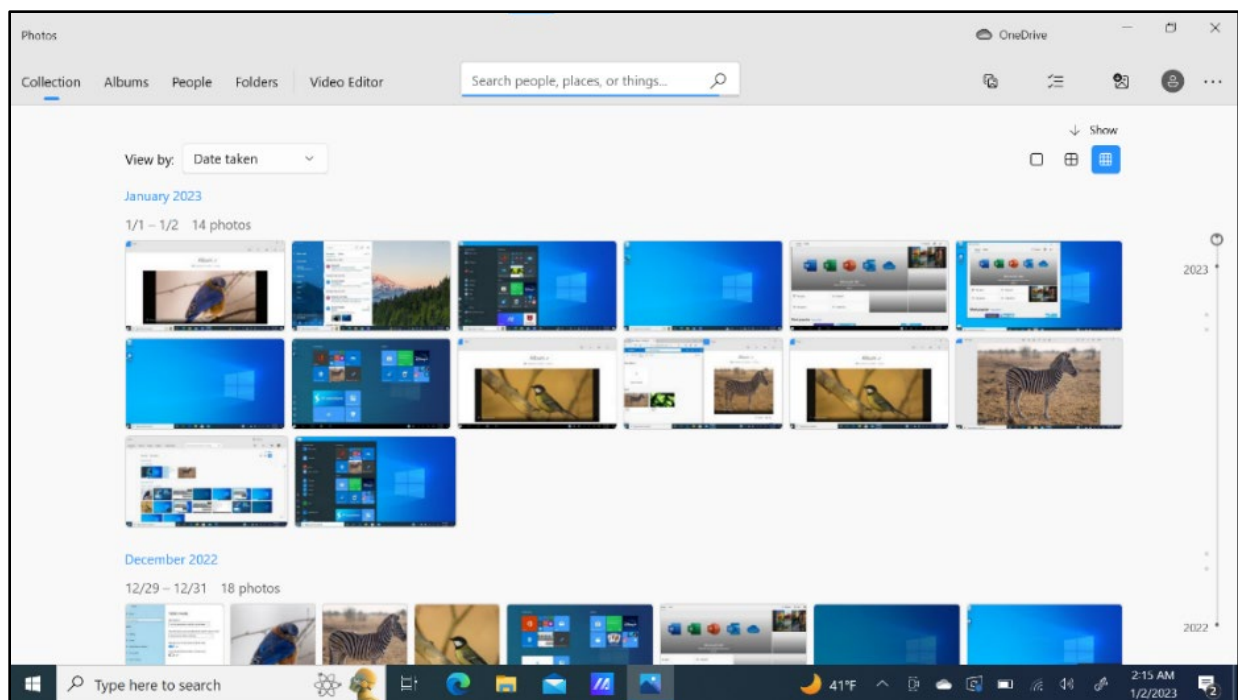 Photos
OneDrive
Collection Albums People Folders Video Editor
Search people, places, or things...
Show
View by: Date taken
January 2023
1/1 – 1/2 14 photos
2023
December 2022
12/29 – 12/31 18 photos
2022
Type here to search
41°F
2:15 AM
1/2/2023
2